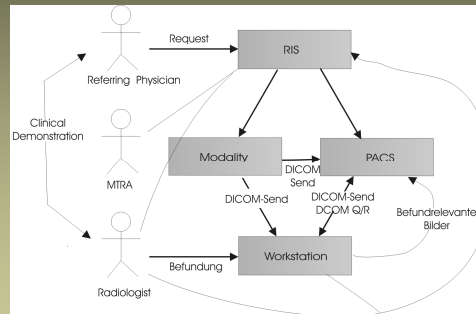 Request
RIS
Referring Physician
Clinical
Demonstration
MTRA
Modality
PACS
DICOM
Send
DICOM-Send
DICOM-Send
DCOM Q/R
Befundrelevante
Bilder
Befundung
Workstation
Radiologist